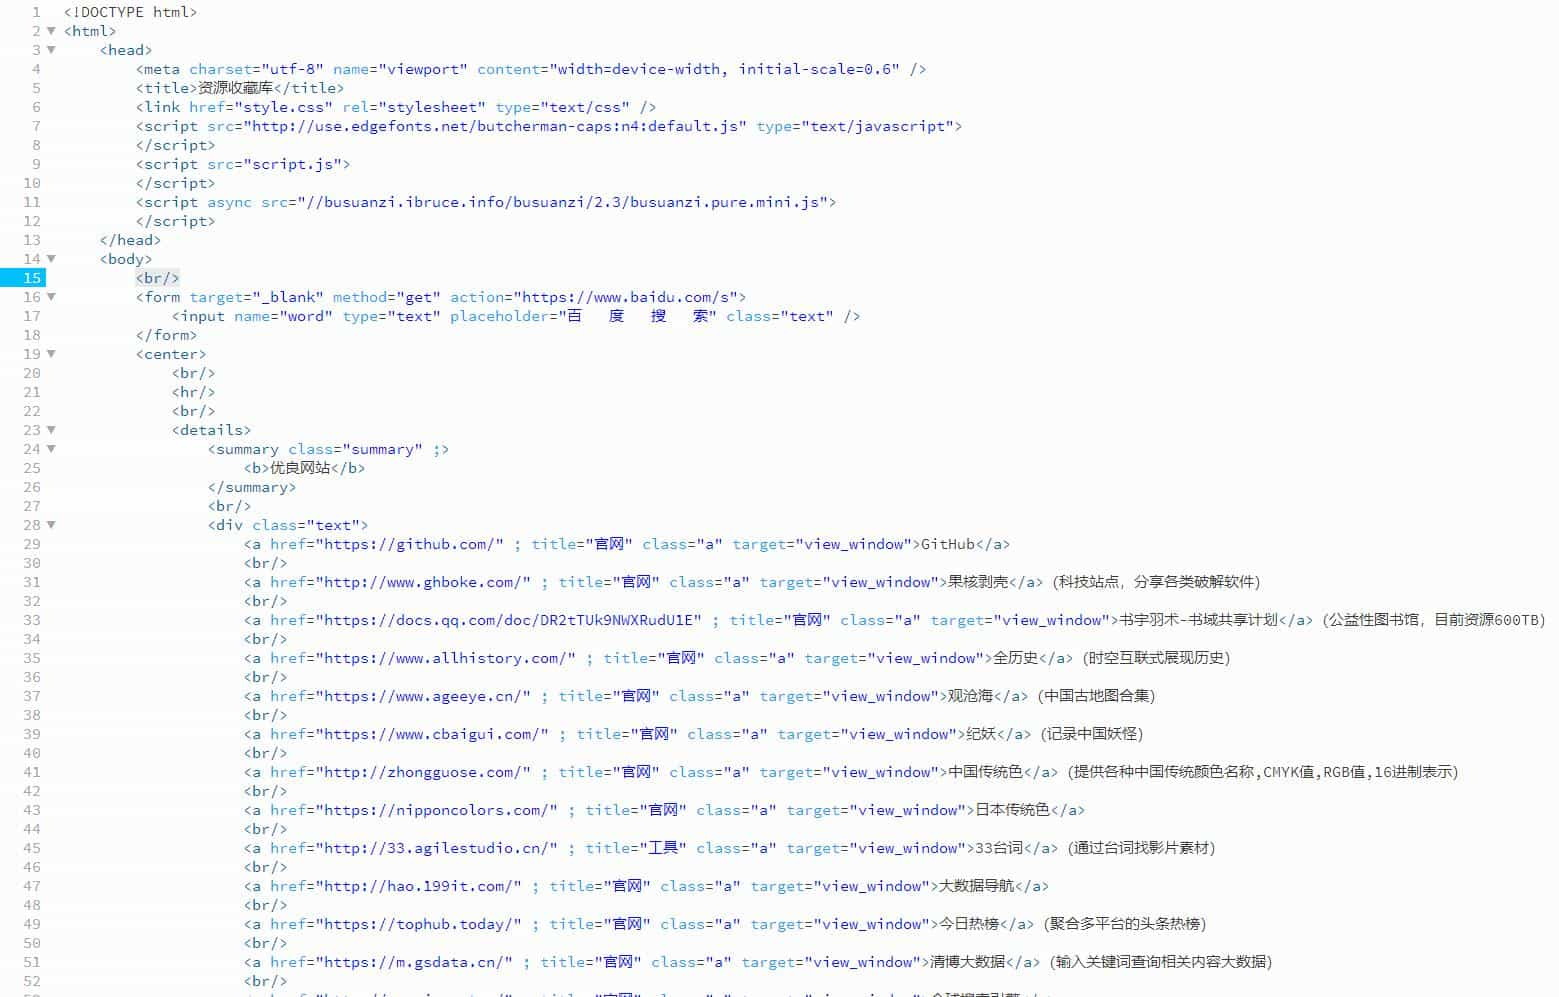 1 <!DOCTYPE html>
2 <html>
3 <head>
4 <meta charset="utf-8" name="viewport" content="width=device-width, initial-scale=0.6" />
5 <title>资源收藏库</title>
6 <link href="style.css" rel="stylesheet" type="text/css" />
7 <script src="http://use.edgefonts.net/butcherman-caps:n4:default.js" type="text/javascript">
8 </script>
9 <script src="script.js">
10 </script>
11 <script async src="//busuanzi.ibruce.info/busuanzi/2.3/busuanzi.pure.mini.js">
12 </script>
13 </head>
14 <body>
15 <br/>
16 <form target="_blank" method="get" action="https://www.baidu.com/s">
17 <input name="word" type="text" placeholder="百 度 搜 索" class="text" />
18 </form>
19 <center>
20 <br/>
21 <hr/>
22 <br/>
23 <details>
24 <summary class="summary" ;>
25 <b>优良网站</b>
26 </summary>
27 <br/>
28 <div class="text">
29 <a href="https://github.com/" ; title="官网" class="a" target="view_window">GitHub</a>
30 <br/>
31 <a href="http://www.ghboke.com/" ; title="官网" class="a" target="view_window">果核剥壳</a> (科技站点，分享各类破解软件)
32 <br/>
33 <a href="https://docs.qq.com/doc/DR2tTUk9NWXRudU1E" ; title="官网" class="a" target="view_window">书宇羽术-书域共享计划</a> (公益性图书馆，目前资源600TB)
34 <br/>
35 <a href="https://www.allhistory.com/" ; title="官网" class="a" target="view_window">全历史</a> (时空互联式展现历史)
36 <br/>
37 <a href="https://www.ageeye.cn/" ; title="官网" class="a" target="view_window">观沧海</a> (中国古地图合集)
38 <br/>
39 <a href="https://www.cbaigui.com/" ; title="官网" class="a" target="view_window">纪妖</a> (记录中国妖怪)
40 <br/>
41 <a href="http://zhongguose.com/" ; title="官网" class="a" target="view_window">中国传统色</a> (提供各种中国传统颜色名称,CMYK值,RGB值,16进制表示)
42 <br/>
43 <a href="https://nipponcolors.com/" ; title="官网" class="a" target="view_window">日本传统色</a>
44 <br/>
45 <a href="http://33.agilestudio.cn/" ; title="工具" class="a" target="view_window">33台词</a> (通过台词找影片素材)
46 <br/>
47 <a href="http://hao.199it.com/" ; title="官网" class="a" target="view_window">大数据导航</a>
48 <br/>
49 <a href="https://tophub.today/" ; title="官网" class="a" target="view_window">今日热榜</a> (聚合多平台的头条热榜)
50 <br/>
51 <a href="https://m.gsdata.cn/" ; title="官网" class="a" target="view_window">清博大数据</a> (输入关键词查询相关内容大数据)
52 <br/>